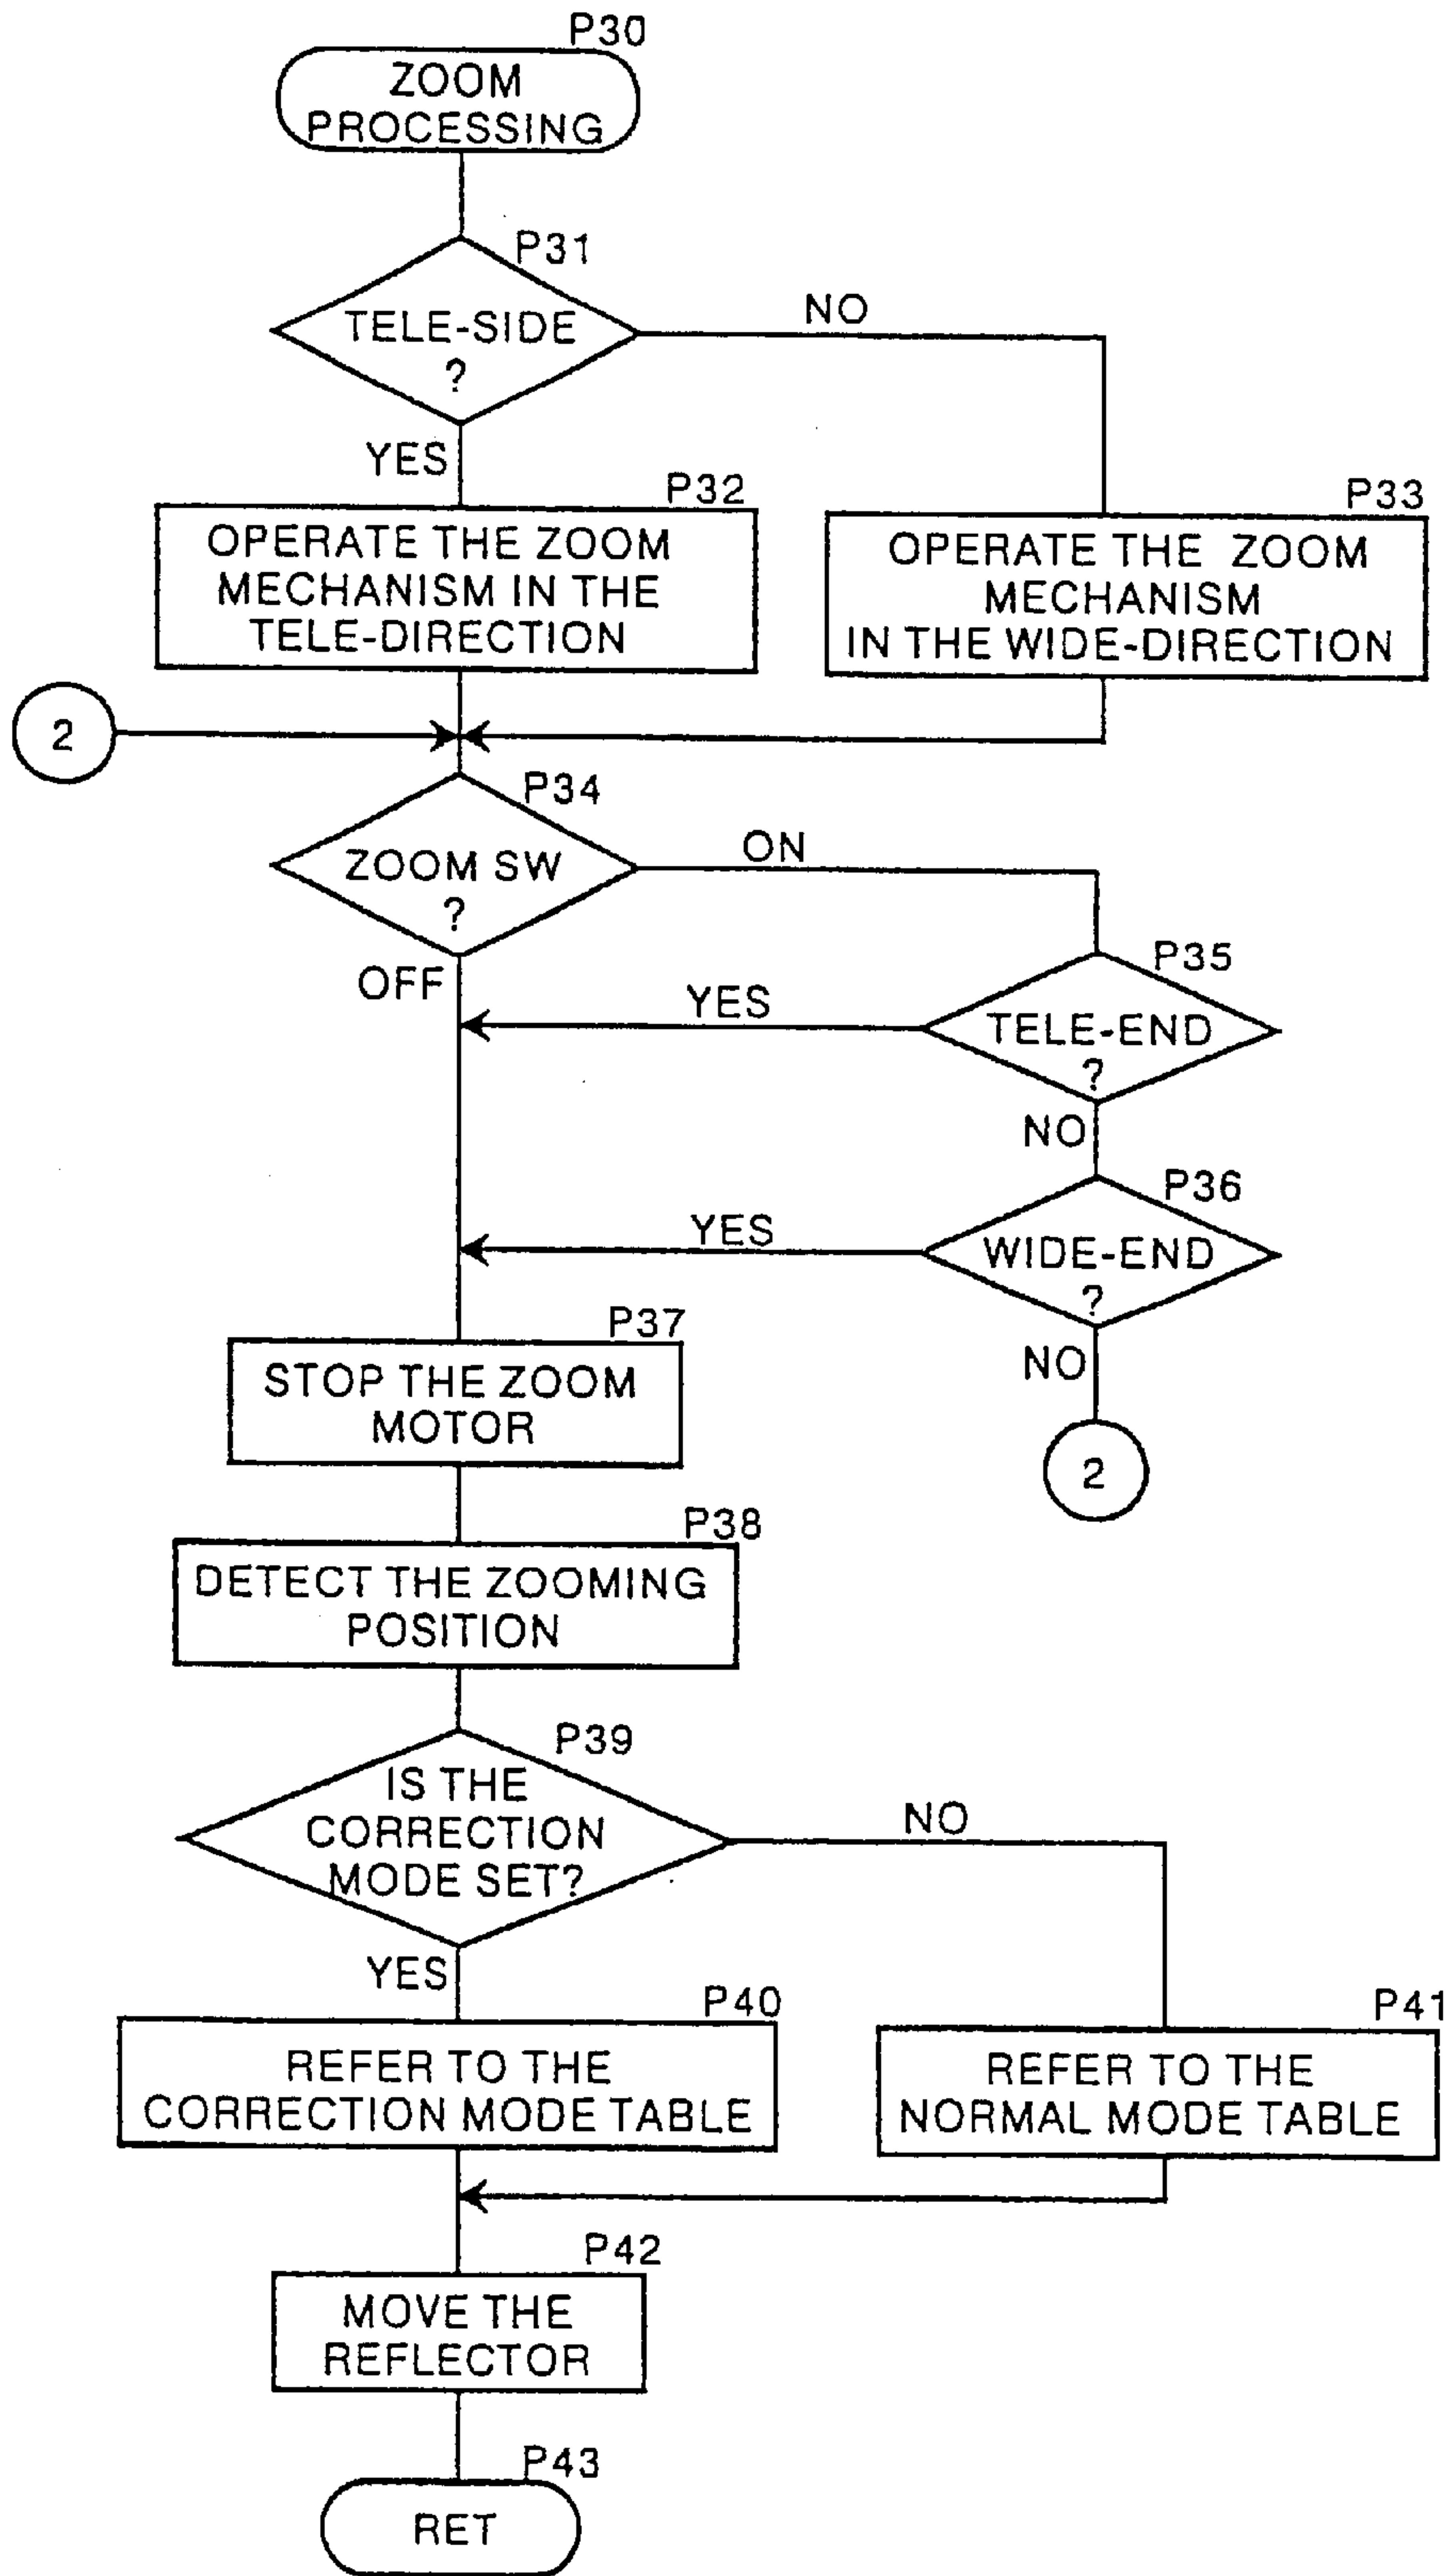 P30
ZOOM
PROCESSING
P31
TELE-SIDE
?
NO
YES
P32
OPERATE THE ZOOM
MECHANISM IN THE
TELE-DIRECTION
P33
OPERATE THE ZOOM
MECHANISM
IN THE WIDE-DIRECTION
2
P34
ZOOM SW
?
ON
OFF
P35
TELE-END
?
YES
NO
P36
WIDE-END
?
YES
NO
2
P37
STOP THE ZOOM
MOTOR
P38
DETECT THE ZOOMING
POSITION
P39
IS THE
CORRECTION
MODE SET?
NO
YES
P40
REFER TO THE
CORRECTION MODE TABLE
P41
REFER TO THE
NORMAL MODE TABLE
P42
MOVE THE
REFLECTOR
P43
RET